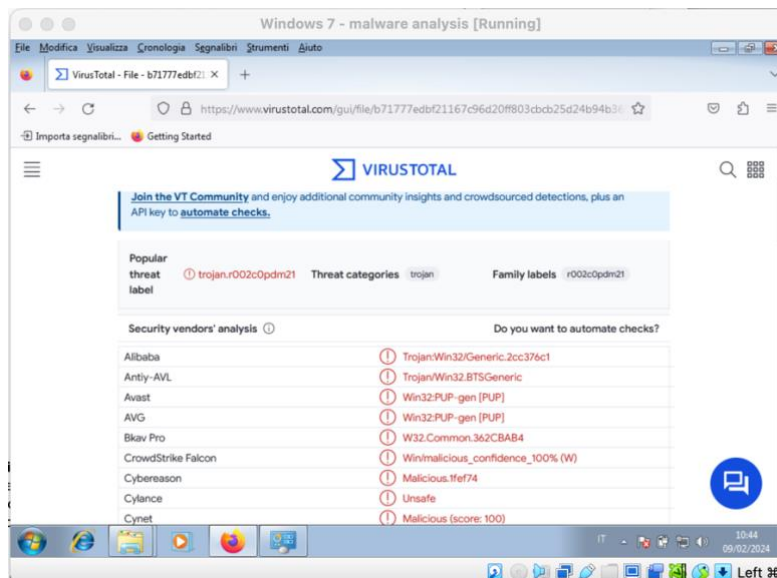 Windows 7 - malware analysis [Running]
File Modifica Visualizza Cronologia Segnalibri Strumenti Aiuto
VirusTotal - File - b71777edbf21
https://www.virustotal.com/gui/file/b71777edbf21167c96d20ff803cbcb25d24b94b3
Importa segnalibri... Getting Started
VIRUSTOTAL
Join the VT Community and enjoy additional community insights and crowdsourced detections, plus an
API key to automate checks.
Popular threat label trojan.r002c0pdm21 Threat categories trojan Family labels r002c0pdm21
Security vendors' analysis Do you want to automate checks?
Alibaba Trojan:Win32/Generic.2cc376c1
Antiy-AVL Trojan/Win32.BTSGeneric
Avast Win32:PUP-gen [PUP]
AVG Win32:PUP-gen [PUP]
Bkav Pro W32.Common.362CBAB4
CrowdStrike Falcon Win/malicious_confidence_100% (W)
Cybereason Malicious.1fef74
Cylance Unsafe
Cynet Malicious (score: 100)
IT 10:44
09/02/2024
Left ⌘